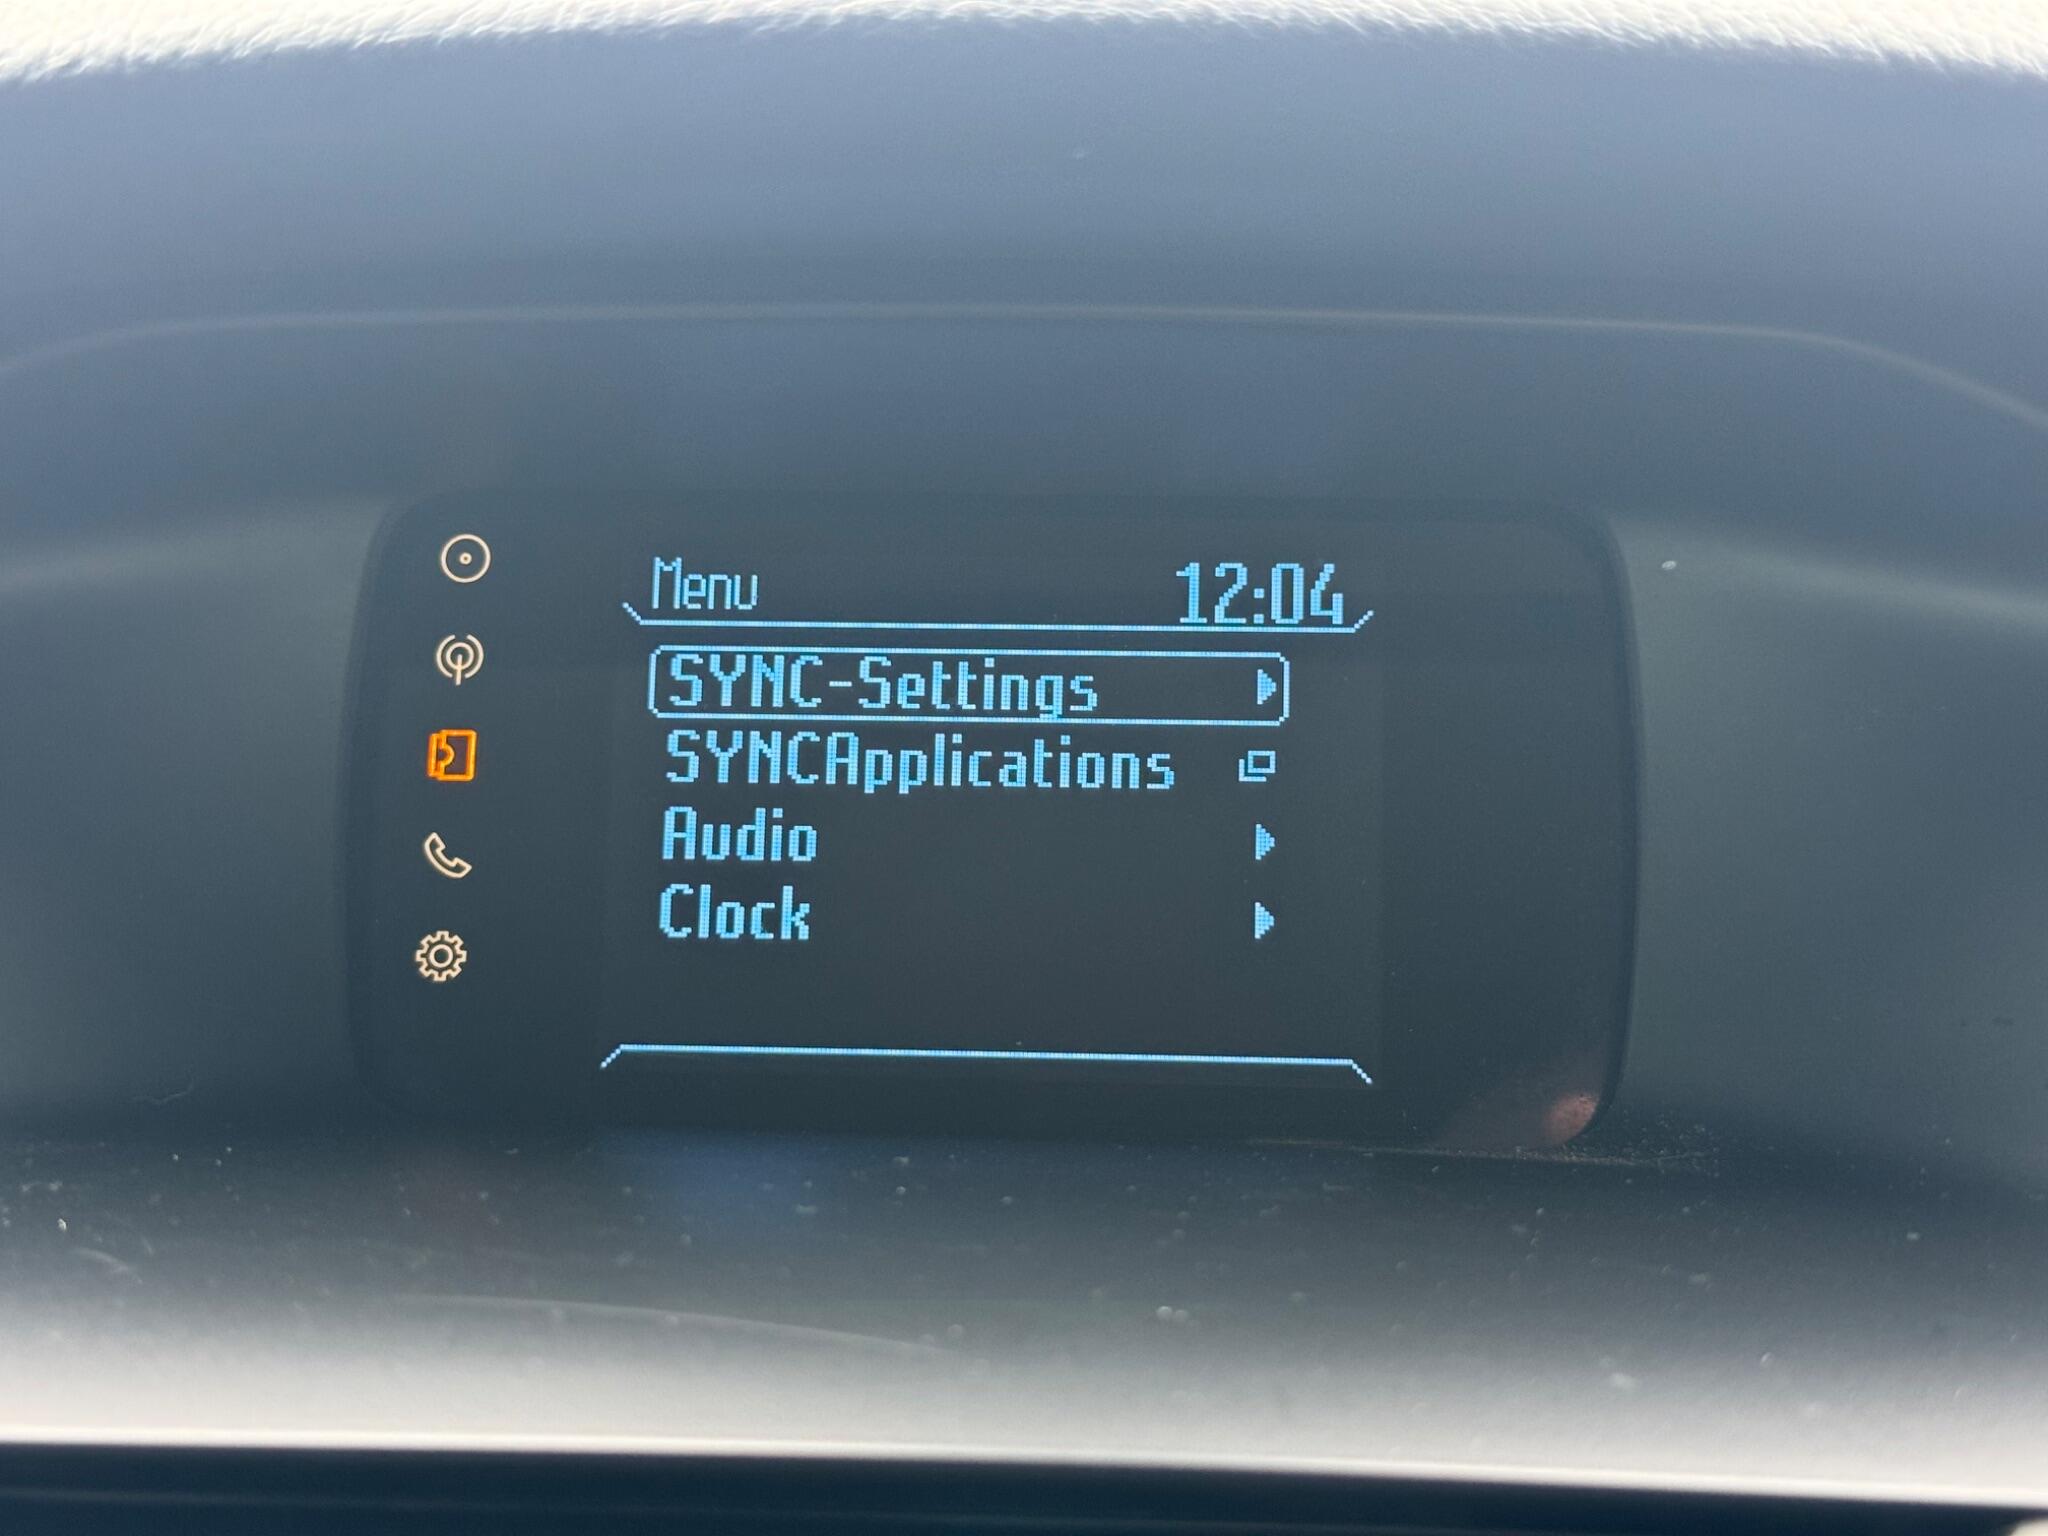 Menu 12:04
SYNC-Settings
SYNCApplications
Audio
Clock